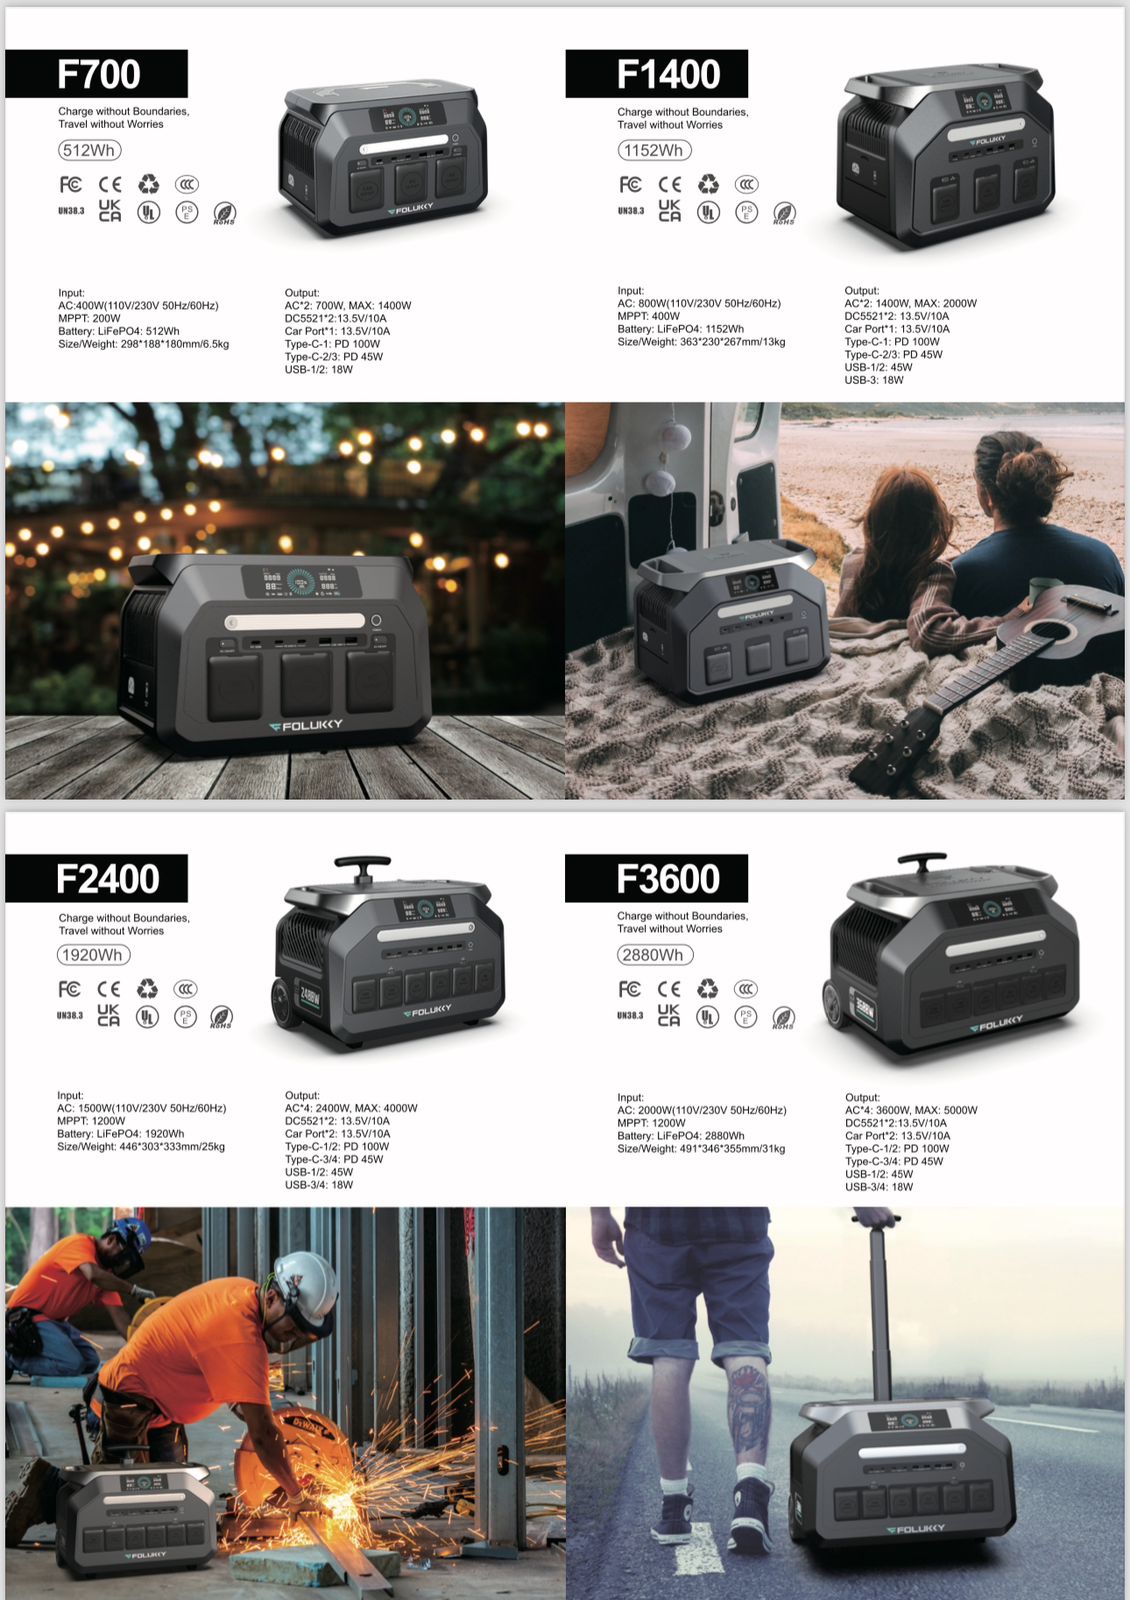 F700
Charge without Boundaries,
Travel without Worries
512Wh
FC CE CCC
UN38.3 UK CA UL PS E RoHS
FOLUKKY
Input:
AC:400W(110V/230V 50Hz/60Hz)
MPPT: 200W
Battery: LiFePO4: 512Wh
Size/Weight: 298*188*180mm/6.5kg
Output:
AC*2: 700W, MAX: 1400W
DC5521*2:13.5V/10A
Car Port*1: 13.5V/10A
Type-C-1: PD 100W
Type-C-2/3: PD 45W
USB-1/2: 18W
FOLUKKY
F1400
Charge without Boundaries,
Travel without Worries
1152Wh
FC CE CCC
UN38.3 UK CA UL PS E RoHS
FOLUKKY
Input:
AC: 800W(110V/230V 50Hz/60Hz)
MPPT: 400W
Battery: LiFePO4: 1152Wh
Size/Weight: 363*230*267mm/13kg
Output:
AC*2: 1400W, MAX: 2000W
DC5521*2: 13.5V/10A
Car Port*1: 13.5V/10A
Type-C-1: PD 100W
Type-C-2/3: PD 45W
USB-1/2: 45W
USB-3: 18W
FOLUKKY
F2400
Charge without Boundaries,
Travel without Worries
1920Wh
FC CE CCC
UN38.3 UK CA UL PS E RoHS
2400W
FOLUKKY
Input:
AC: 1500W(110V/230V 50Hz/60Hz)
MPPT: 1200W
Battery: LiFePO4: 1920Wh
Size/Weight: 446*303*333mm/25kg
Output:
AC*4: 2400W, MAX: 4000W
DC5521*2: 13.5V/10A
Car Port*2: 13.5V/10A
Type-C-1/2: PD 100W
Type-C-3/4: PD 45W
USB-1/2: 45W
USB-3/4: 18W
DEWALT
FOLUKKY
F3600
Charge without Boundaries,
Travel without Worries
2880Wh
FC CE CCC
UN38.3 UK CA UL PS E RoHS
3600W
FOLUKKY
Input:
AC: 2000W(110V/230V 50Hz/60Hz)
MPPT: 1200W
Battery: LiFePO4: 2880Wh
Size/Weight: 491*346*355mm/31kg
Output:
AC*4: 3600W, MAX: 5000W
DC5521*2: 13.5V/10A
Car Port*2: 13.5V/10A
Type-C-1/2: PD 100W
Type-C-3/4: PD 45W
USB-1/2: 45W
USB-3/4: 18W
FOLUKKY